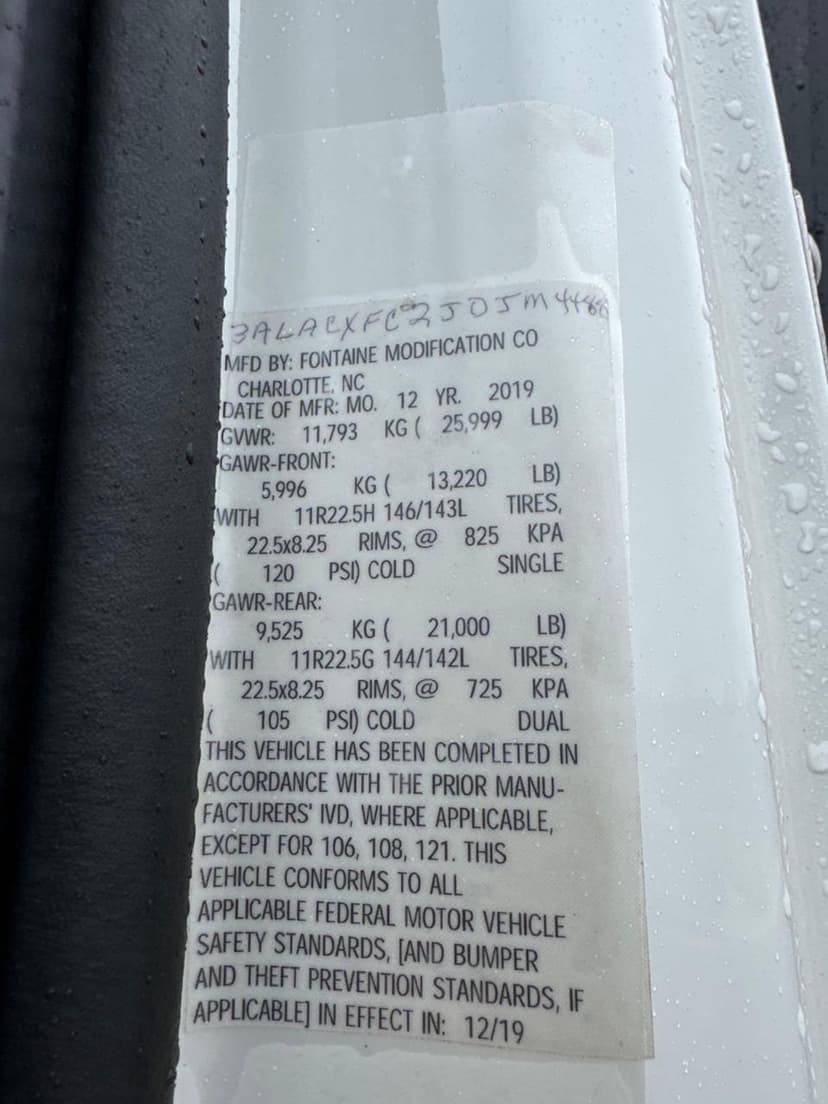 MFD BY: FONTAINE MODIFICATION CO
CHARLOTTE, NC
DATE OF MFR: MO. 12 YR. 2019
GVWR: 11,793 KG ( 25,999 LB)
GAWR-FRONT:
5,996 KG ( 13,220 LB)
WITH 11R22.5H 146/143L TIRES,
22.5x8.25 RIMS, @ 825 KPA
( 120 PSI) COLD SINGLE
GAWR-REAR:
9,525 KG ( 21,000 LB)
WITH 11R22.5G 144/142L TIRES,
22.5x8.25 RIMS, @ 725 KPA
( 105 PSI) COLD DUAL
THIS VEHICLE HAS BEEN COMPLETED IN
ACCORDANCE WITH THE PRIOR MANU-
FACTURERS' IVD, WHERE APPLICABLE,
EXCEPT FOR 106, 108, 121. THIS
VEHICLE CONFORMS TO ALL
APPLICABLE FEDERAL MOTOR VEHICLE
SAFETY STANDARDS, [AND BUMPER
AND THEFT PREVENTION STANDARDS, IF
APPLICABLE] IN EFFECT IN: 12/19